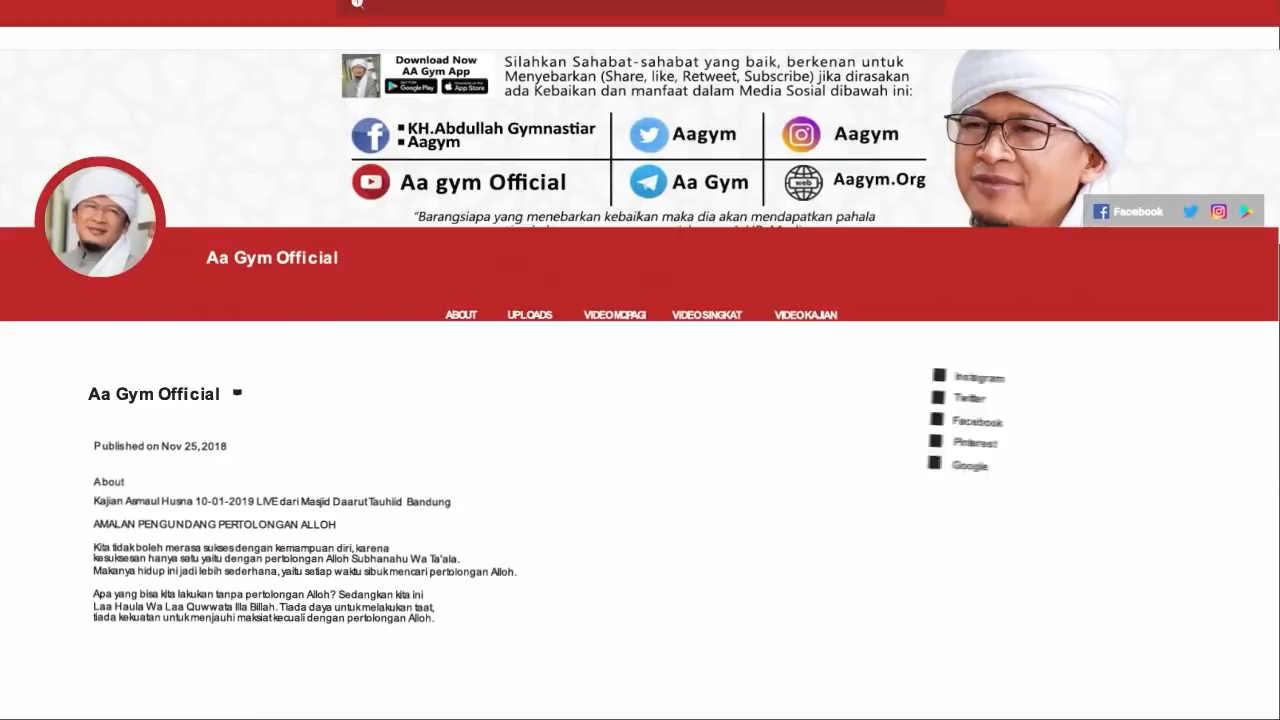 Download Now
AA Gym App
Google Play
App Store
Silahkan Sahabat-sahabat yang baik, berkenan untuk
Menyebarkan (Share, like, Retweet, Subscribe) jika dirasakan
ada Kebaikan dan manfaat dalam Media Sosial dibawah ini:
KH.Abdullah Gymnastiar
Aagym
Aagym
Aagym
Aa gym Official
Aa Gym
web
Aagym.Org
“Barangsiapa yang menebarkan kebaikan maka dia akan mendapatkan pahala
Facebook
Aa Gym Official
ABOUT UPLOADS VIDEO MQPAGI VIDEO SINGKAT VIDEO KAJIAN
Aa Gym Official
Published on Nov 25, 2018
About
Kajian Asmaul Husna 10-01-2019 LIVE dari Masjid Daarut Tauhiid Bandung
AMALAN PENGUNDANG PERTOLONGAN ALLOH
Kita tidak boleh merasa sukses dengan kemampuan diri, karena
kesuksesan hanya satu yaitu dengan pertolongan Alloh Subhanahu Wa Ta'ala.
Makanya hidup ini jadi lebih sederhana, yaitu setiap waktu sibuk mencari pertolongan Alloh.
Apa yang bisa kita lakukan tanpa pertolongan Alloh? Sedangkan kita ini
Laa Haula Wa Laa Quwwata Illa Billah. Tiada daya untuk melakukan taat,
tiada kekuatan untuk menjauhi maksiat kecuali dengan pertolongan Alloh.
Instagram
Twitter
Facebook
Pinterest
Google